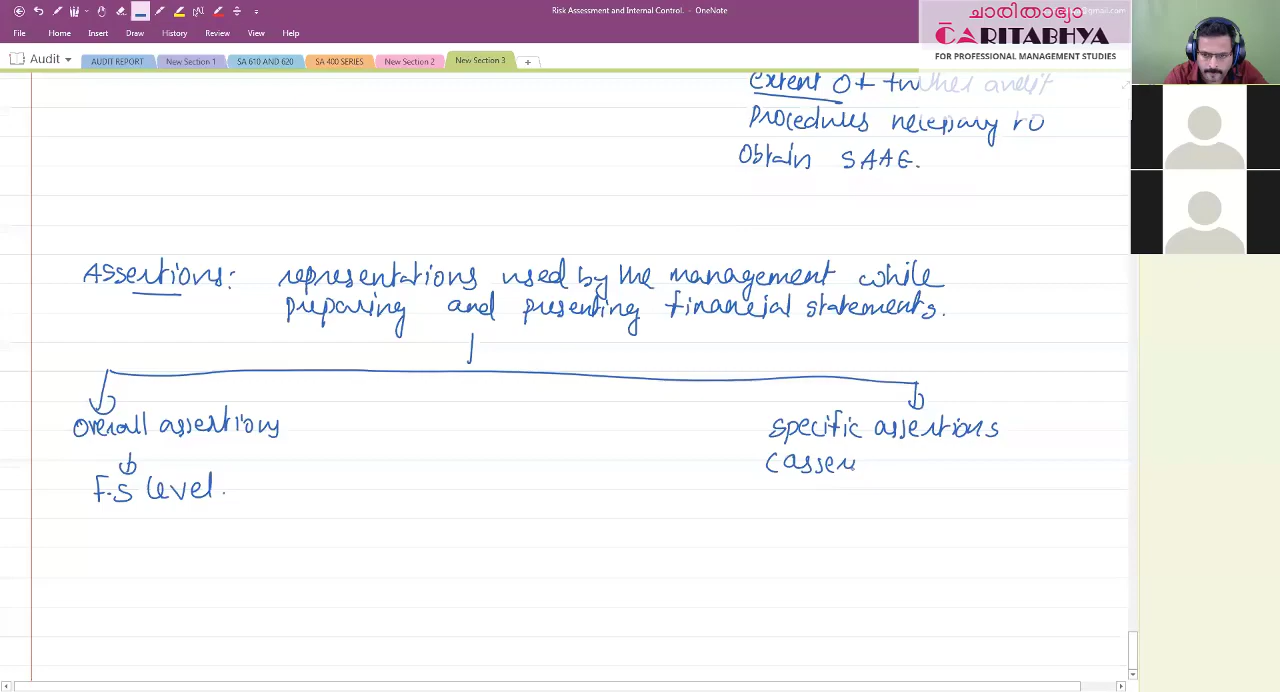 Risk Assessment and Internal Control. - OneNote
@gmail.com
File Home Insert Draw History Review View Help
ചാരിതാഭ്യാ
CARITABHYA
FOR PROFESSIONAL MANAGEMENT STUDIES
Audit
AUDIT REPORT
New Section 1
SA 610 AND 620
SA 400 SERIES
New Section 2
New Section 3
Extent of further audit
Procedures necessary to
Obtain SAAE.
Assertions: representations used by the management while
preparing and presenting financial statements.
Overall assertions
F.S level.
Specific assertions
(asser